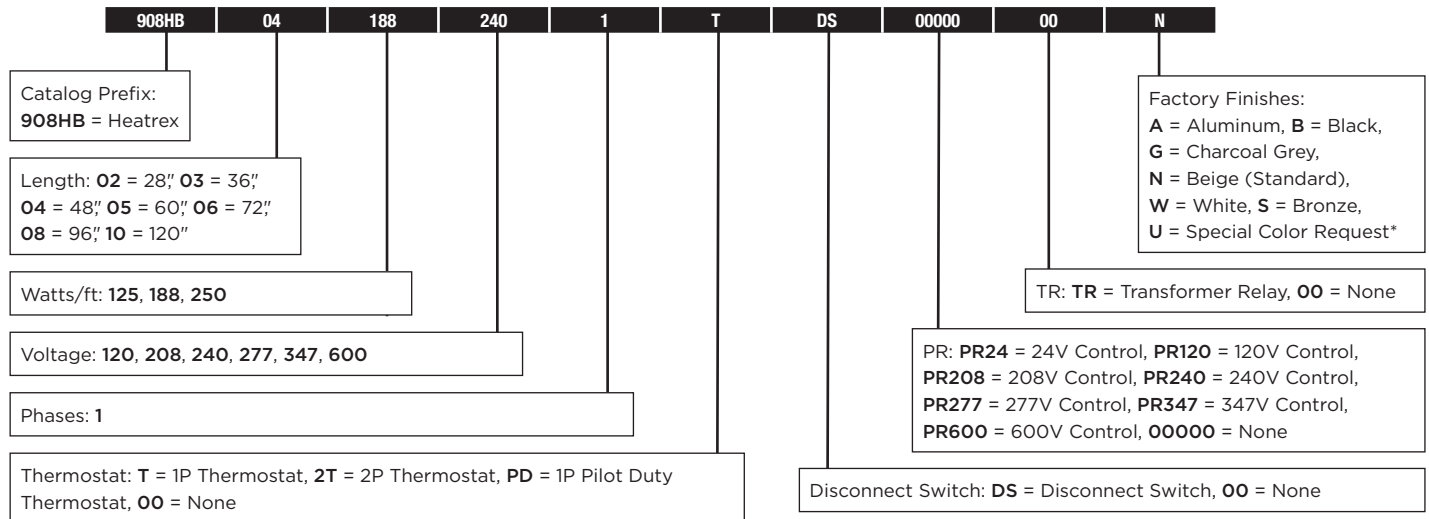 908HB 04 188 240 1 T DS 00000 00 N
Catalog Prefix:
908HB = Heatrex
Length: 02 = 28," 03 = 36,"
04 = 48," 05 = 60," 06 = 72,"
08 = 96," 10 = 120"
Watts/ft: 125, 188, 250
Voltage: 120, 208, 240, 277, 347, 600
Phases: 1
Thermostat: T = 1P Thermostat, 2T = 2P Thermostat, PD = 1P Pilot Duty
Thermostat, 00 = None
Factory Finishes:
A = Aluminum, B = Black,
G = Charcoal Grey,
N = Beige (Standard),
W = White, S = Bronze,
U = Special Color Request*
TR: TR = Transformer Relay, 00 = None
PR: PR24 = 24V Control, PR120 = 120V Control,
PR208 = 208V Control, PR240 = 240V Control,
PR277 = 277V Control, PR347 = 347V Control,
PR600 = 600V Control, 00000 = None
Disconnect Switch: DS = Disconnect Switch, 00 = None